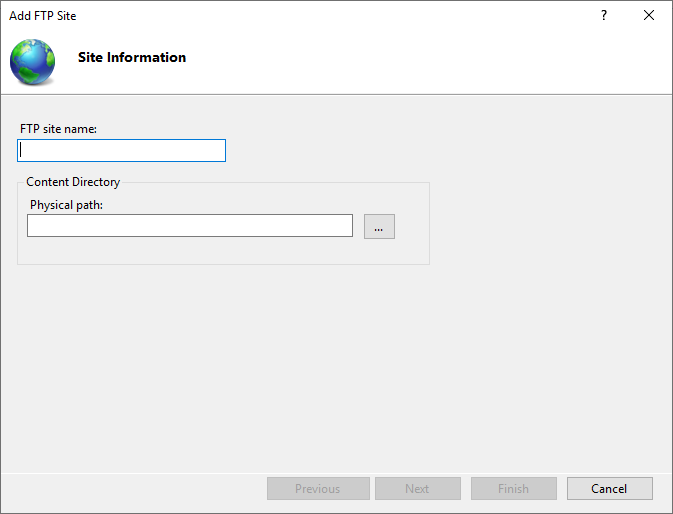 Add FTP Site
?
Site Information
FTP site name:
Content Directory
Physical path:
...
Previous
Next
Finish
Cancel